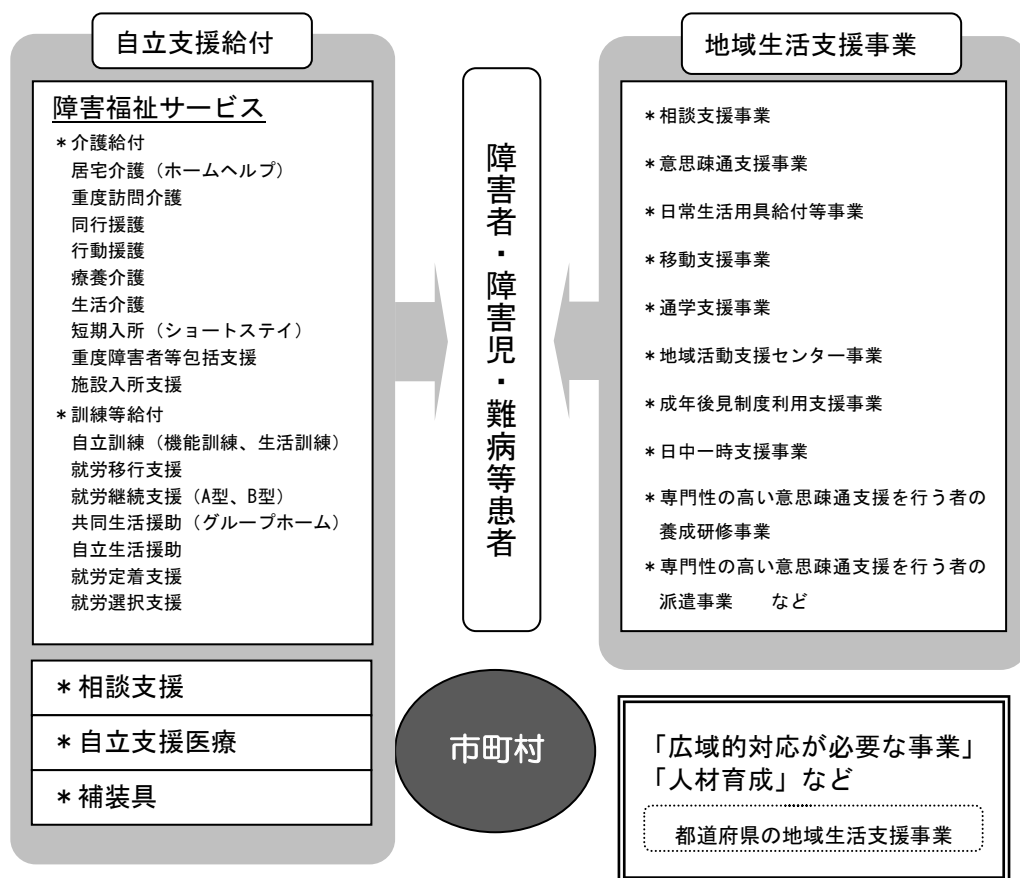 自立支援給付
障害福祉サービス
＊介護給付
居宅介護（ホームヘルプ）
重度訪問介護
同行援護
行動援護
療養介護
生活介護
短期入所（ショートステイ）
重度障害者等包括支援
施設入所支援
＊訓練等給付
自立訓練（機能訓練、生活訓練）
就労移行支援
就労継続支援（A型、B型）
共同生活援助（グループホーム）
自立生活援助
就労定着支援
就労選択支援
＊相談支援
＊自立支援医療
＊補装具
障害者・障害児・難病等患者
市町村
地域生活支援事業
＊相談支援事業
＊意思疎通支援事業
＊日常生活用具給付等事業
＊移動支援事業
＊通学支援事業
＊地域活動支援センター事業
＊成年後見制度利用支援事業
＊日中一時支援事業
＊専門性の高い意思疎通支援を行う者の
養成研修事業
＊専門性の高い意思疎通支援を行う者の
派遣事業　　など
「広域的対応が必要な事業」
「人材育成」など
都道府県の地域生活支援事業